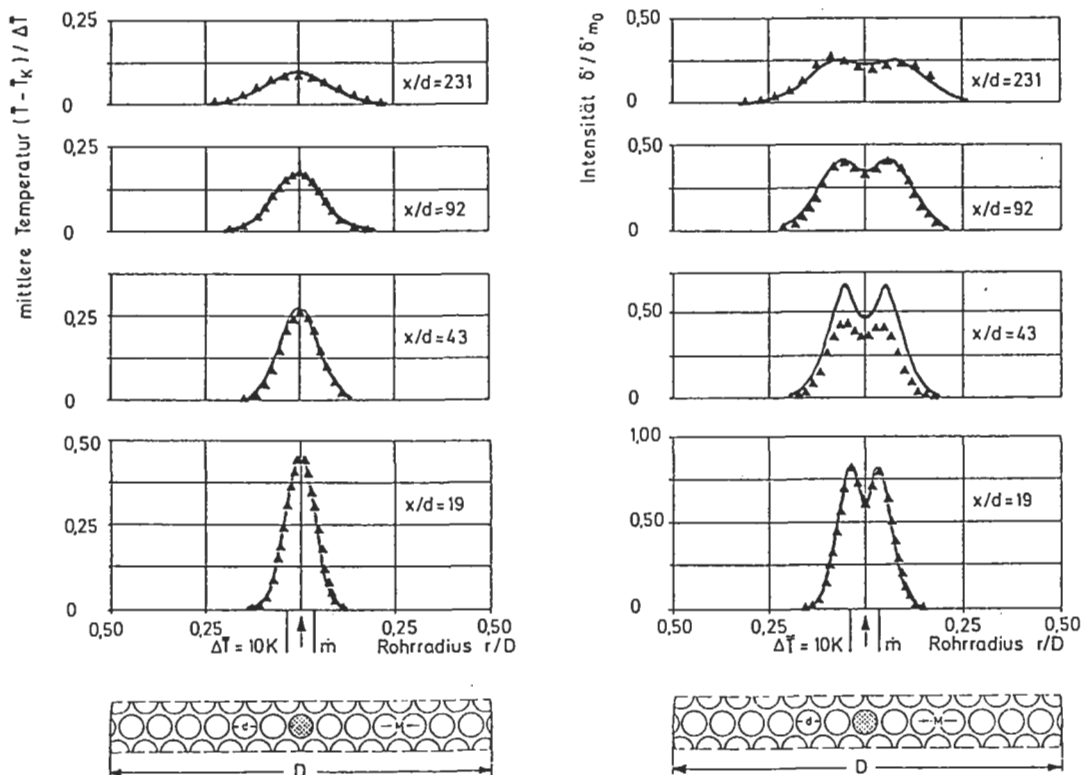 mittlere Temperatur (T̄ - T̄K) / ΔT̄
0,25
0
x/d=231
0,25
0
x/d=92
0,25
0
x/d=43
0,50
0,25
0
x/d=19
0,50
0,25
0,25
0,50
ΔT̄ = 10K
ṁ
Rohrradius r/D
d
M
D
Intensität δ'/δ'm0
0,50
0
x/d=231
0,50
0
x/d=92
0,50
0
x/d=43
1,00
0,50
0
x/d=19
0,50
0,25
0,25
0,50
ΔT̄ = 10K
ṁ
Rohrradius r/D
d
M
D